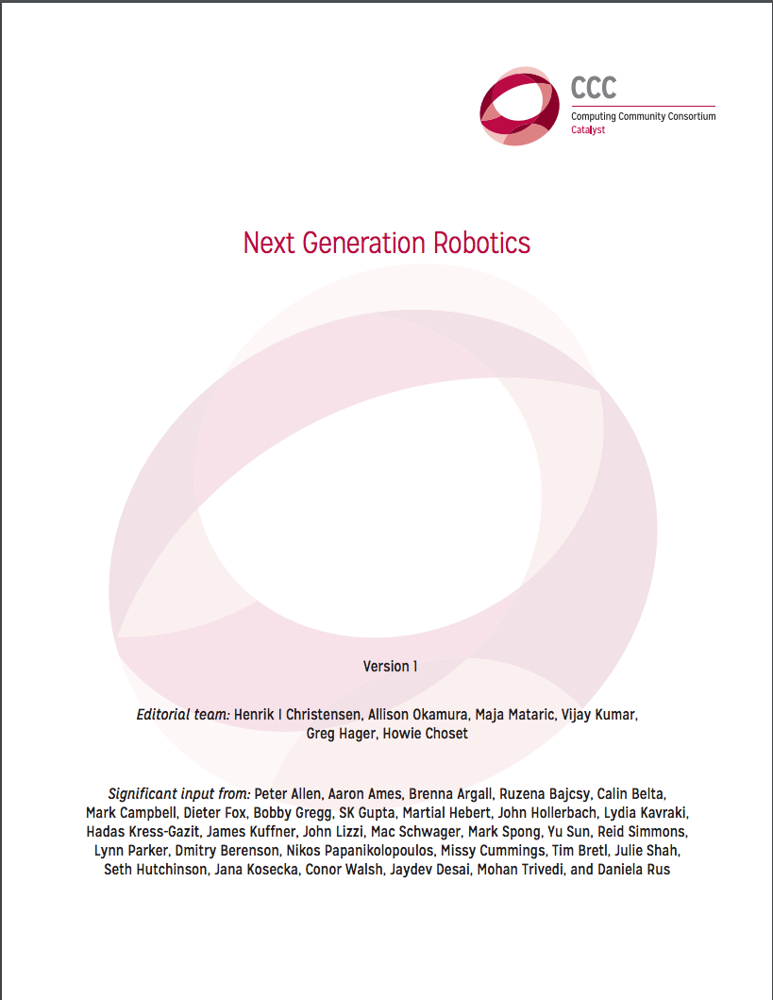 CCC
Computing Community Consortium
Catalyst
Next Generation Robotics
Version 1
Editorial team: Henrik I Christensen, Allison Okamura, Maja Mataric, Vijay Kumar,
Greg Hager, Howie Choset
Significant input from: Peter Allen, Aaron Ames, Brenna Argall, Ruzena Bajcsy, Calin Belta,
Mark Campbell, Dieter Fox, Bobby Gregg, SK Gupta, Martial Hebert, John Hollerbach, Lydia Kavraki,
Hadas Kress-Gazit, James Kuffner, John Lizzi, Mac Schwager, Mark Spong, Yu Sun, Reid Simmons,
Lynn Parker, Dmitry Berenson, Nikos Papanikolopoulos, Missy Cummings, Tim Bretl, Julie Shah,
Seth Hutchinson, Jana Kosecka, Conor Walsh, Jaydev Desai, Mohan Trivedi, and Daniela Rus